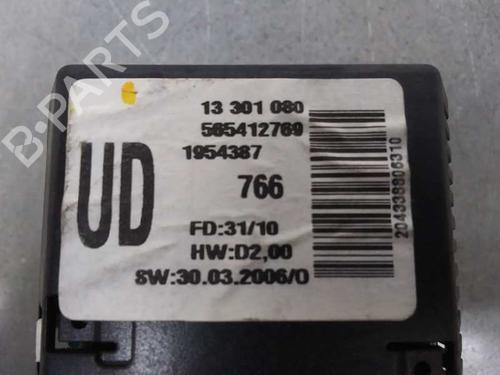 13 301 080
565412769
1954387
UD
766
FD:31/10
HW:D2,00
SW:30.03.2006/0
204338806310
B-PARTS